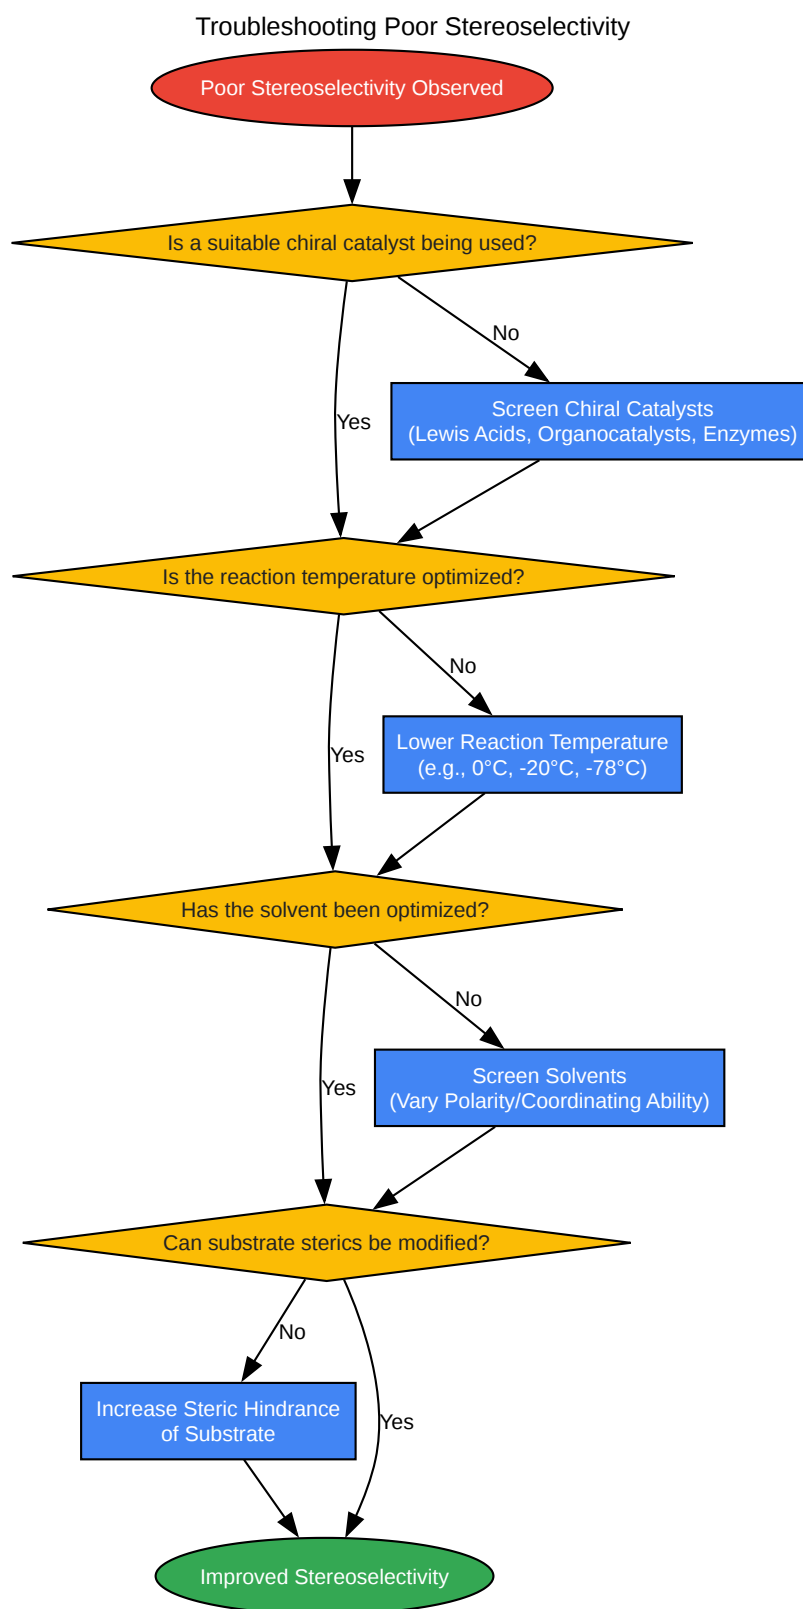 Troubleshooting Poor Stereoselectivity
Poor Stereoselectivity Observed
Is a suitable chiral catalyst being used?
No
Screen Chiral Catalysts
(Lewis Acids, Organocatalysts, Enzymes)
Yes
Is the reaction temperature optimized?
No
Lower Reaction Temperature
(e.g., 0°C, -20°C, -78°C)
Yes
Has the solvent been optimized?
No
Screen Solvents
(Vary Polarity/Coordinating Ability)
Yes
Can substrate sterics be modified?
No
Increase Steric Hindrance
of Substrate
Yes
Improved Stereoselectivity